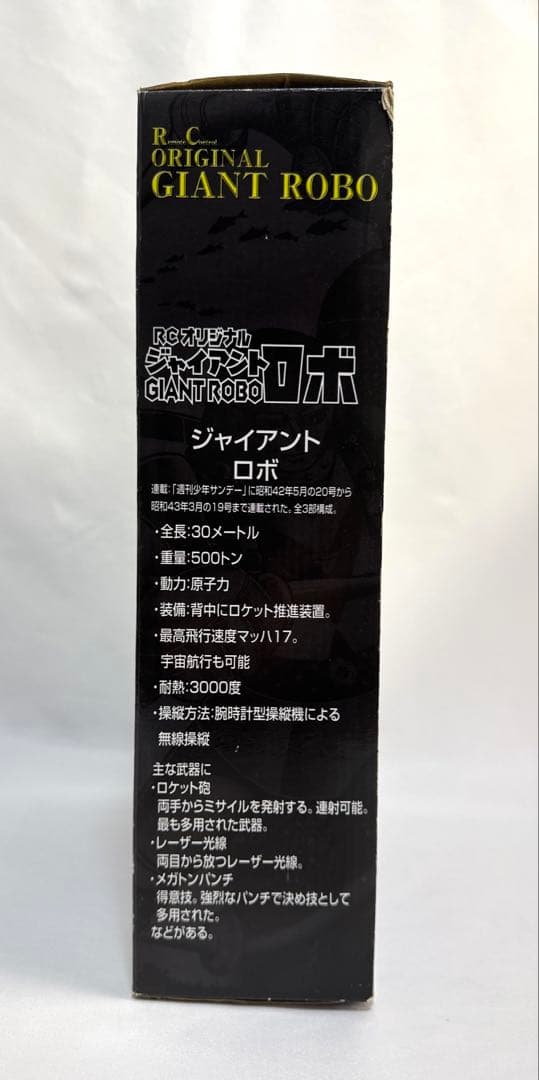 R C
Remote Control
ORIGINAL
GIANT ROBO
RCオリジナル
ジャイアント
GIANT ROBO
ロボ
ジャイアント
ロボ
連載:「週刊少年サンデー」に昭和42年5月の20号から
昭和43年3月の19号まで連載された。全3部構成。
・全長:30メートル
・重量:500トン
・動力:原子力
・装備:背中にロケット推進装置。
・最高飛行速度マッハ17。
宇宙航行も可能
・耐熱:3000度
・操縦方法:腕時計型操縦機による
無線操縦
主な武器に
・ロケット砲
両手からミサイルを発射する。連射可能。
最も多用された武器。
・レーザー光線
両目から放つレーザー光線。
・メガトンパンチ
得意技。強烈なパンチで決め技として
多用された。
などがある。